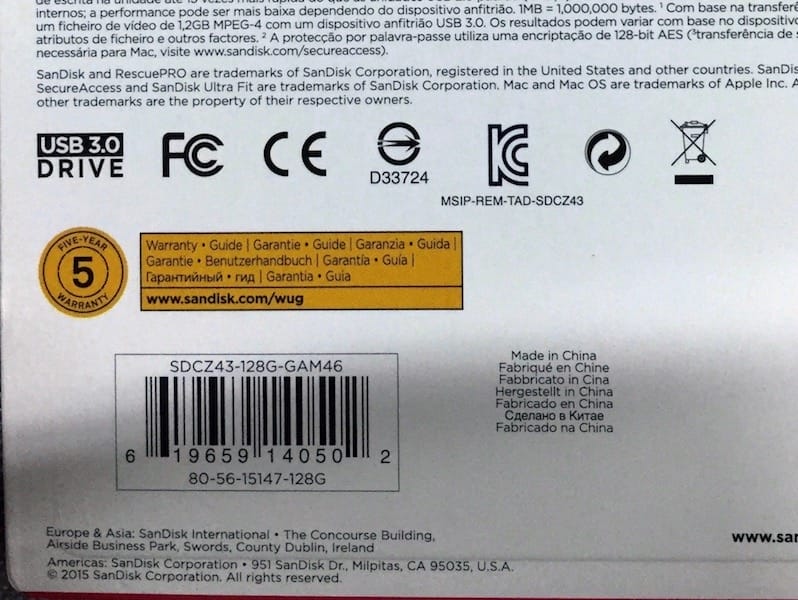 de escrita na unidade até 15 vezes mais rápida do que as unidades USB
internos; a performance pode ser mais baixa dependendo do dispositivo anfitrião. 1MB = 1,000,000 bytes. ¹ Com base na transferê
um ficheiro de vídeo de 1,2GB MPEG-4 com um dispositivo anfitrião USB 3.0. Os resultados podem variar com base no dispositivo
atributos de ficheiro e outros factores. ² A protecção por palavra-passe utiliza uma encriptação de 128-bit AES (³transferência de s
necessária para Mac, visite www.sandisk.com/secureaccess).
SanDisk and RescuePRO are trademarks of SanDisk Corporation, registered in the United States and other countries. SanDis
SecureAccess and SanDisk Ultra Fit are trademarks of SanDisk Corporation. Mac and Mac OS are trademarks of Apple Inc. A
other trademarks are the property of their respective owners.
USB 3.0
DRIVE
FC
CE
D33724
KC
MSIP-REM-TAD-SDCZ43
FIVE-YEAR
5
WARRANTY
Warranty • Guide | Garantie • Guide | Garanzia • Guida |
Garantie • Benutzerhandbuch | Garantía • Guía |
Гарантийный • гид | Garantia • Guia
www.sandisk.com/wug
SDCZ43-128G-GAM46
6 19659 14050 2
80-56-15147-128G
Made in China
Fabriqué en Chine
Fabbricato in Cina
Hergestellt in China
Fabricado en China
Сделано в Китае
Fabricado na China
Europe & Asia: SanDisk International • The Concourse Building,
Airside Business Park, Swords, County Dublin, Ireland
www.san
Americas: SanDisk Corporation • 951 SanDisk Dr., Milpitas, CA 95035, U.S.A.
© 2015 SanDisk Corporation. All rights reserved.